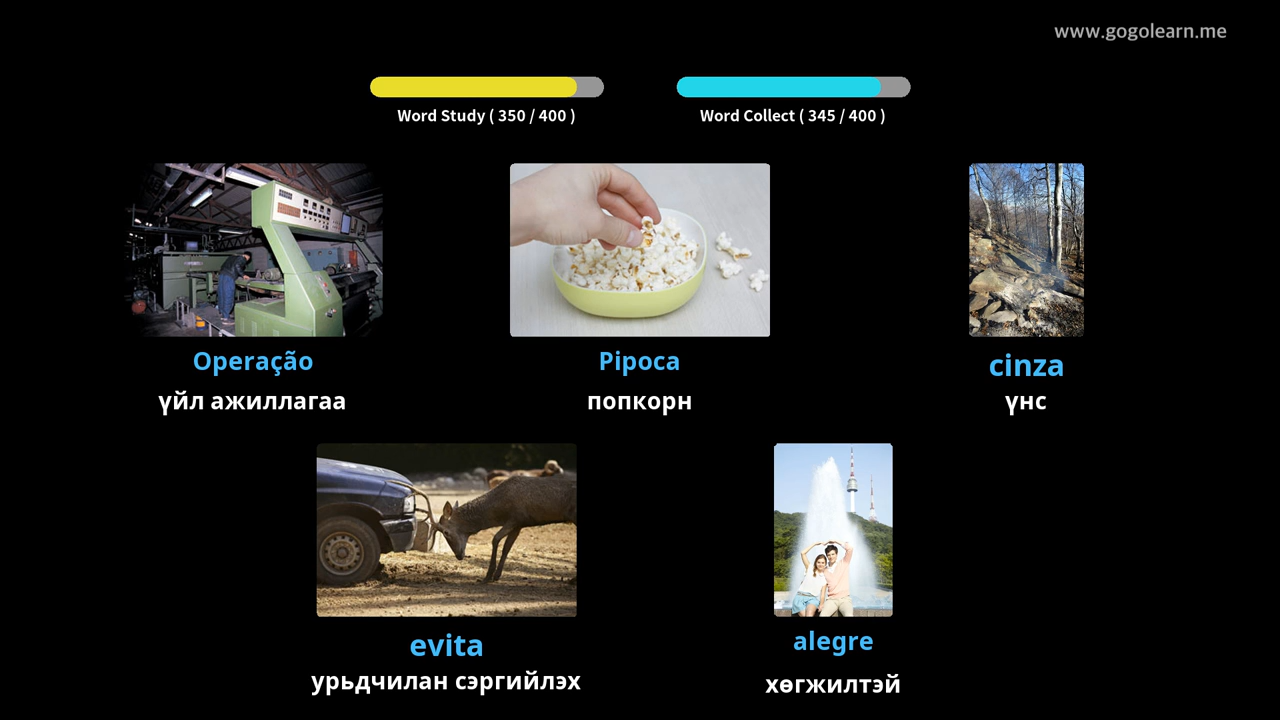 www.gogolearn.me
Word Study ( 350 / 400 )
Word Collect ( 345 / 400 )
Operação
үйл ажиллагаа
Pipoca
попкорн
cinza
үнс
evita
урьдчилан сэргийлэх
alegre
хөгжилтэй